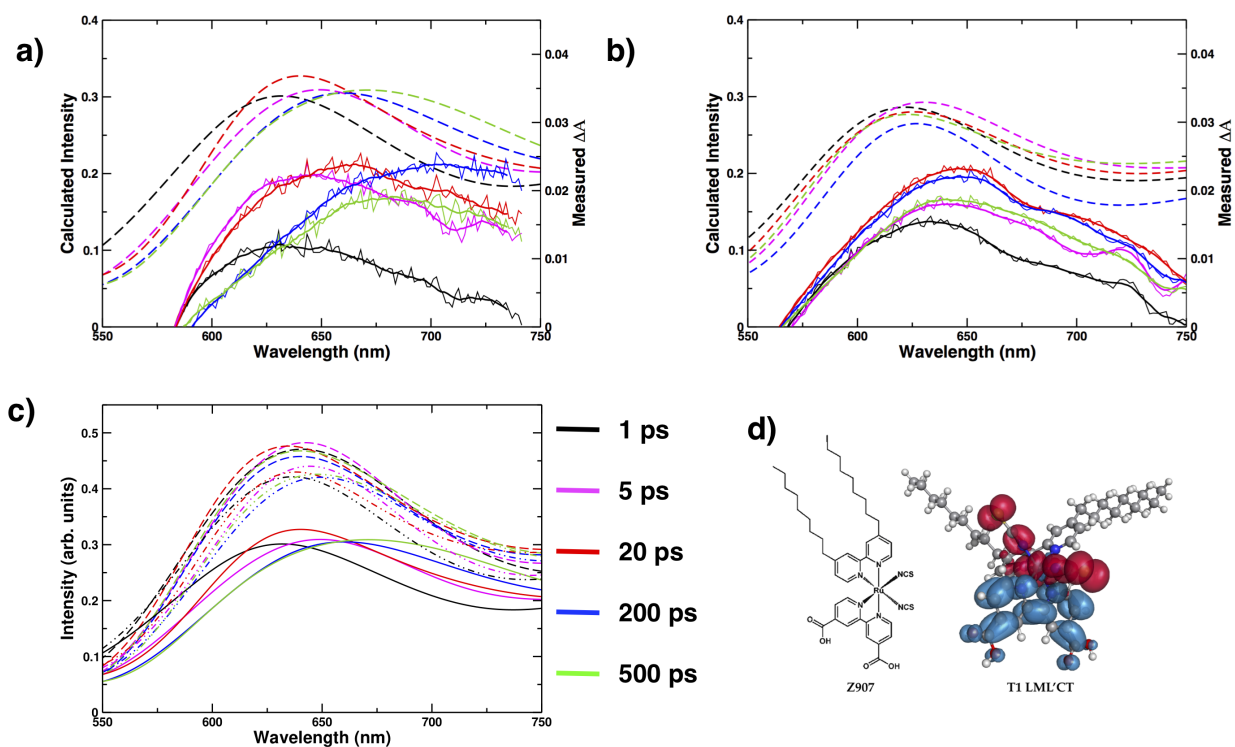 a)
0.4
0.3
0.2
0.1
0
Calculated Intensity
0.04
0.03
0.02
0.01
0
Measured ΔA
550 600 650 700 750
Wavelength (nm)
b)
0.4
0.3
0.2
0.1
0
Calculated Intensity
0.04
0.03
0.02
0.01
0
Measured ΔA
550 600 650 700 750
Wavelength (nm)
c)
0.5
0.4
0.3
0.2
0.1
0
Intensity (arb. units)
550 600 650 700 750
Wavelength (nm)
1 ps
5 ps
20 ps
200 ps
500 ps
d)
N N
NCS
Ru
NCS
N N
O
OH
O
OH
Z907
T1 LML'CT